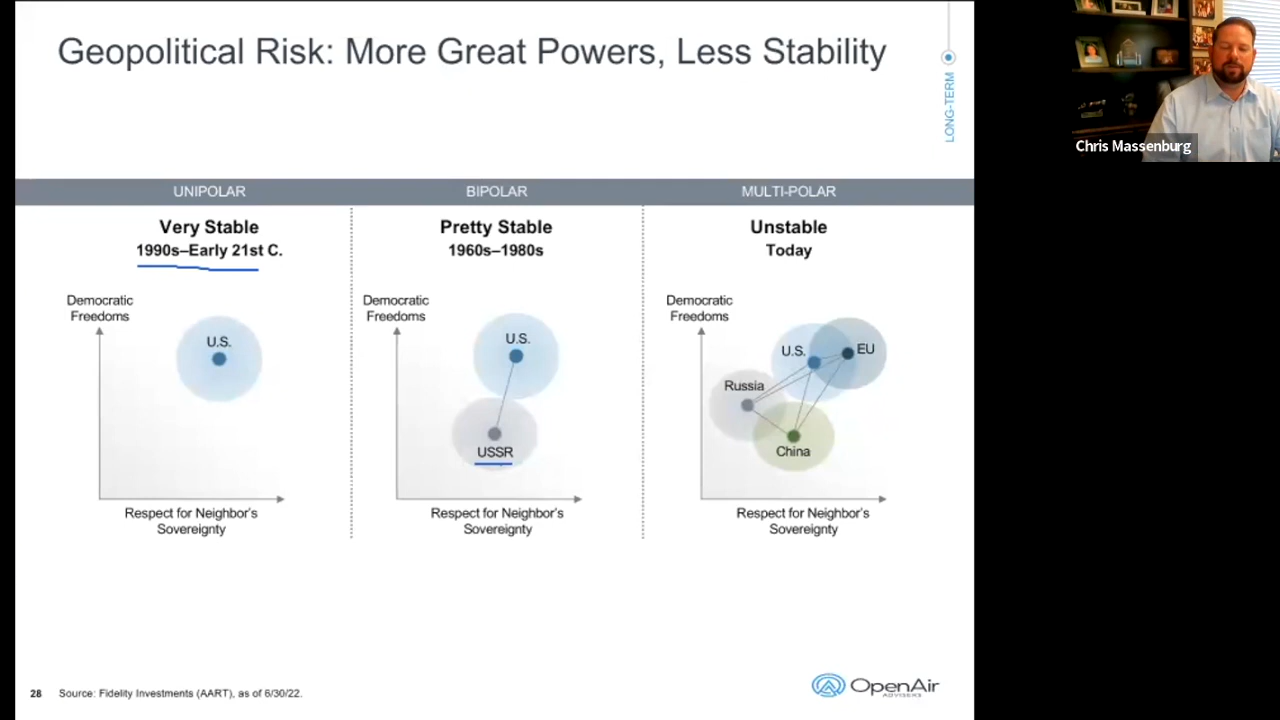 Geopolitical Risk: More Great Powers, Less Stability
LONG-TERM
Chris Massenburg
UNIPOLAR
BIPOLAR
MULTI-POLAR
Very Stable
1990s–Early 21st C.
Pretty Stable
1960s–1980s
Unstable
Today
Democratic
Freedoms
U.S.
Respect for Neighbor's
Sovereignty
Democratic
Freedoms
U.S.
USSR
Respect for Neighbor's
Sovereignty
Democratic
Freedoms
U.S.
EU
Russia
China
Respect for Neighbor's
Sovereignty
28
Source: Fidelity Investments (AART), as of 6/30/22.
OpenAir
ADVISERS